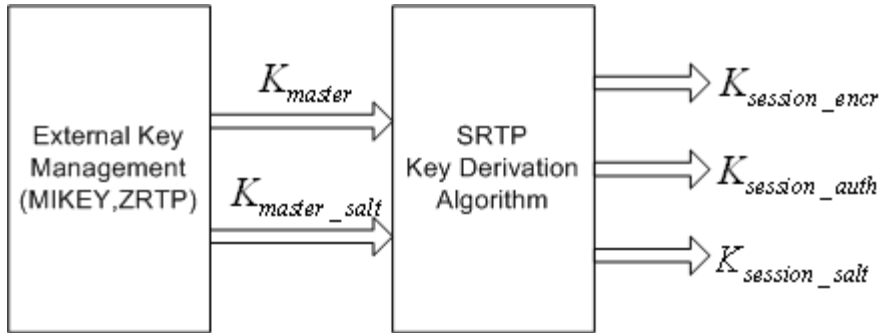 External Key
Management
(MIKEY,ZRTP)
K_master
K_master_salt
SRTP
Key Derivation
Algorithm
K_session_encr
K_session_auth
K_session_salt